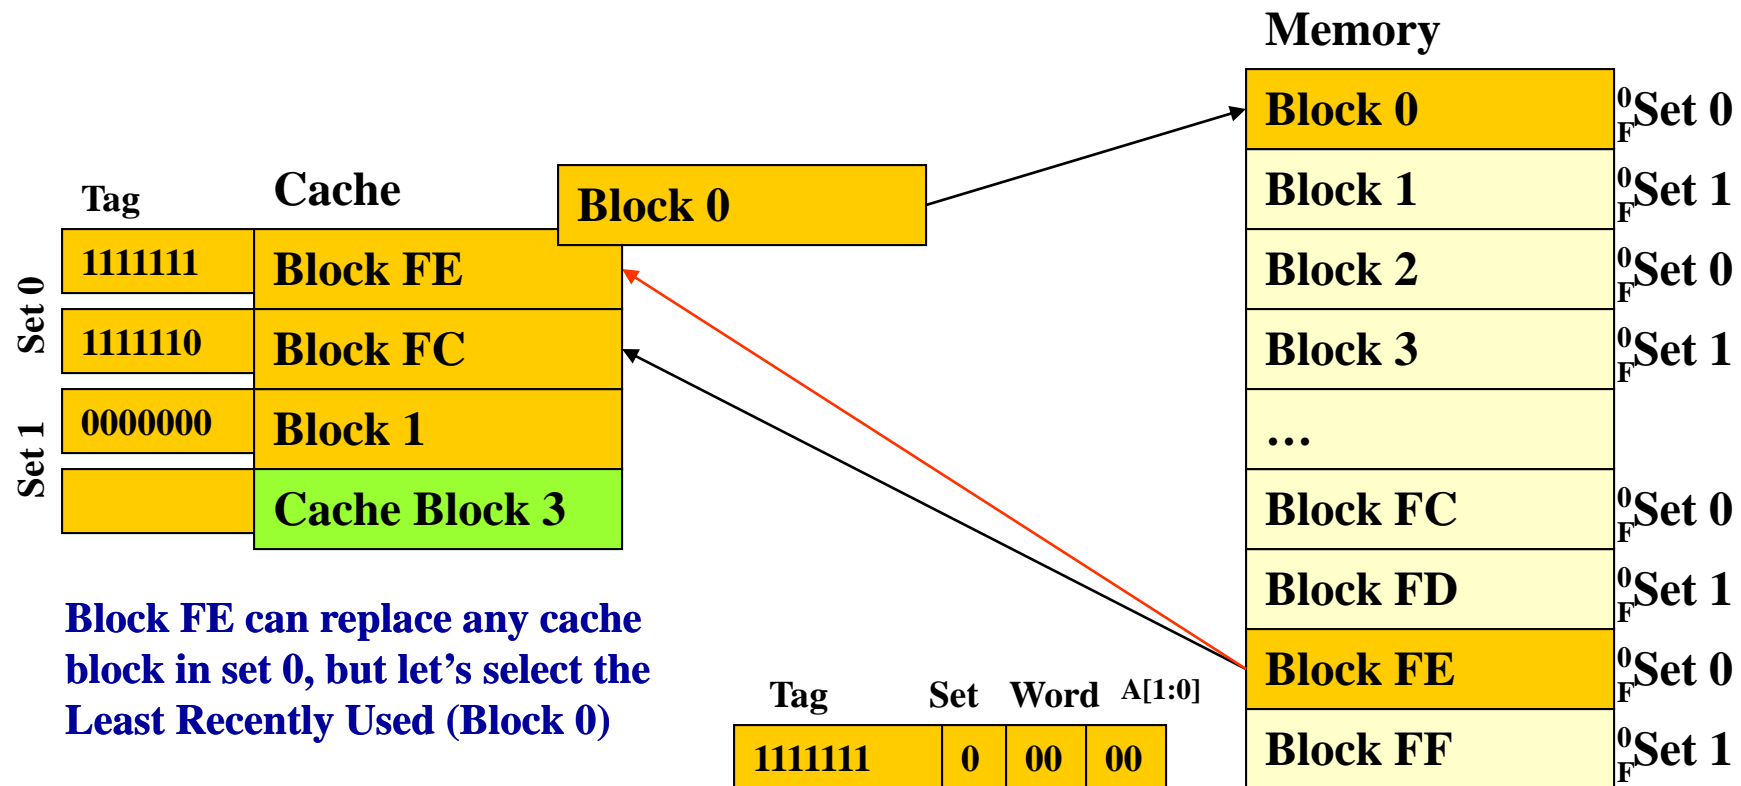 Memory
Block 0 0 F Set 0
Block 1 0 F Set 1
Block 2 0 F Set 0
Block 3 0 F Set 1
…
Block FC 0 F Set 0
Block FD 0 F Set 1
Block FE 0 F Set 0
Block FF 0 F Set 1
Block 0
Tag Cache
Set 0
1111111 Block FE
1111110 Block FC
Set 1
0000000 Block 1
Cache Block 3
Block FE can replace any cache
block in set 0, but let’s select the
Least Recently Used (Block 0)
Tag Set Word A[1:0]
1111111 0 00 00